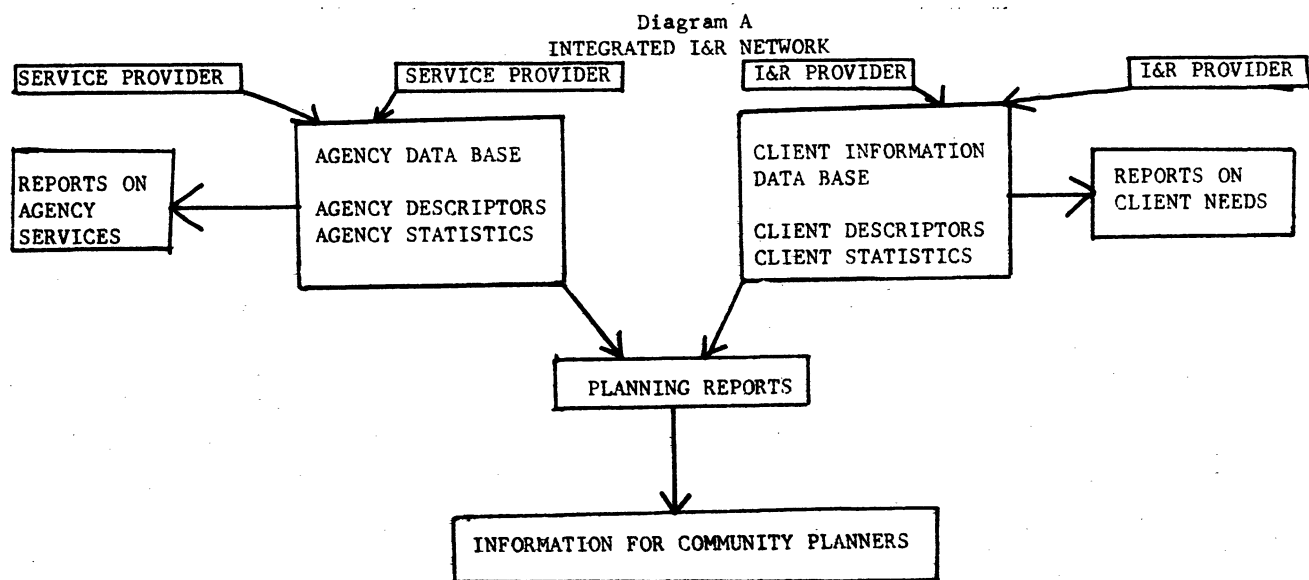 Diagram A
INTEGRATED I&R NETWORK
SERVICE PROVIDER
SERVICE PROVIDER
I&R PROVIDER
I&R PROVIDER
REPORTS ON
AGENCY
SERVICES
AGENCY DATA BASE
AGENCY DESCRIPTORS
AGENCY STATISTICS
CLIENT INFORMATION
DATA BASE
CLIENT DESCRIPTORS
CLIENT STATISTICS
REPORTS ON
CLIENT NEEDS
PLANNING REPORTS
INFORMATION FOR COMMUNITY PLANNERS